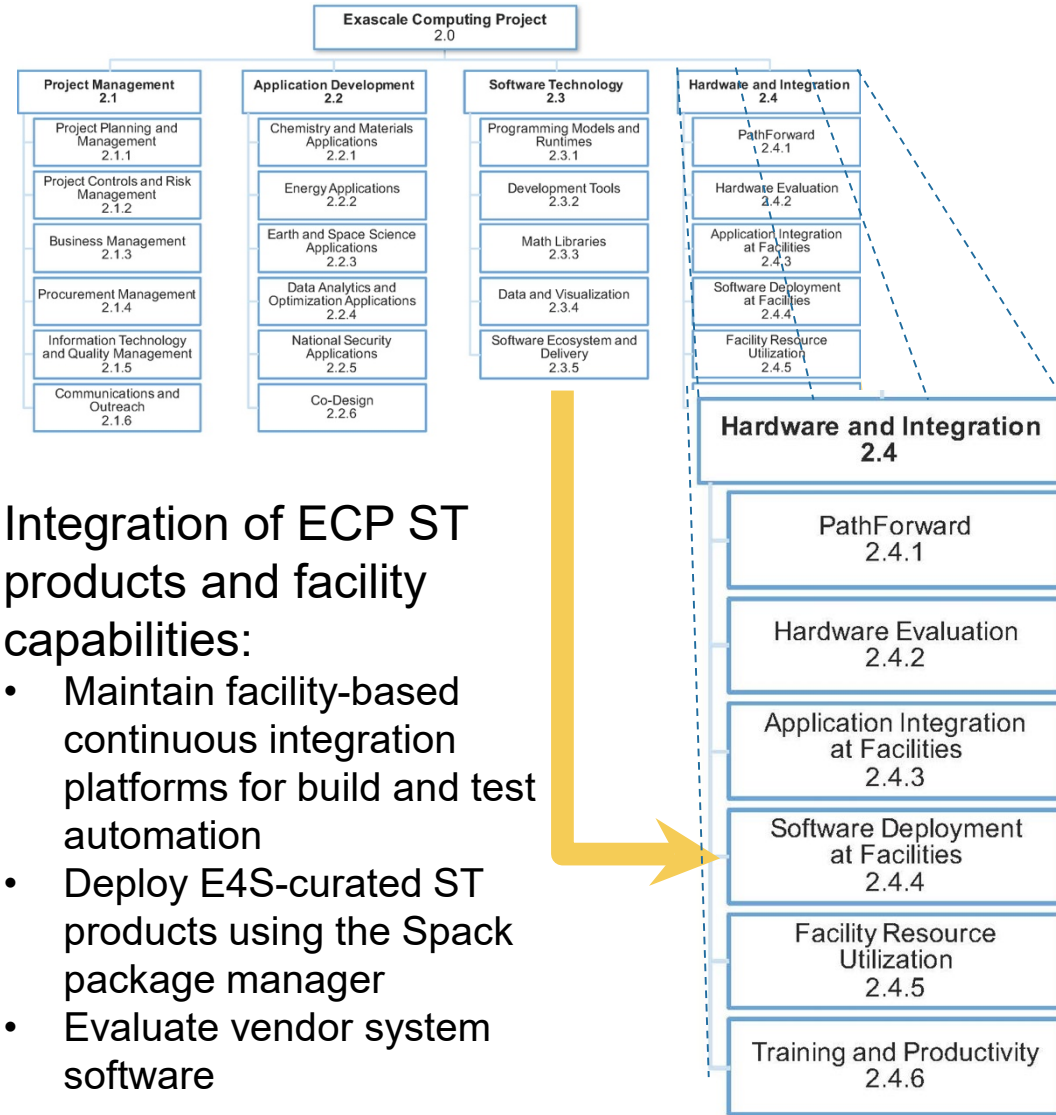 Exascale Computing Project
2.0
Project Management
2.1
Project Planning and
Management
2.1.1
Project Controls and Risk
Management
2.1.2
Business Management
2.1.3
Procurement Management
2.1.4
Information Technology
and Quality Management
2.1.5
Communications and
Outreach
2.1.6
Application Development
2.2
Chemistry and Materials
Applications
2.2.1
Energy Applications
2.2.2
Earth and Space Science
Applications
2.2.3
Data Analytics and
Optimization Applications
2.2.4
National Security
Applications
2.2.5
Co-Design
2.2.6
Software Technology
2.3
Programming Models and
Runtimes
2.3.1
Development Tools
2.3.2
Math Libraries
2.3.3
Data and Visualization
2.3.4
Software Ecosystem and
Delivery
2.3.5
Hardware and Integration
2.4
PathForward
2.4.1
Hardware Evaluation
2.4.2
Application Integration
at Facilities
2.4.3
Software Deployment
at Facilities
2.4.4
Facility Resource
Utilization
2.4.5
Hardware and Integration
2.4
PathForward
2.4.1
Hardware Evaluation
2.4.2
Application Integration
at Facilities
2.4.3
Software Deployment
at Facilities
2.4.4
Facility Resource
Utilization
2.4.5
Training and Productivity
2.4.6
Integration of ECP ST
products and facility
capabilities:
• Maintain facility-based
continuous integration
platforms for build and test
automation
• Deploy E4S-curated ST
products using the Spack
package manager
• Evaluate vendor system
software